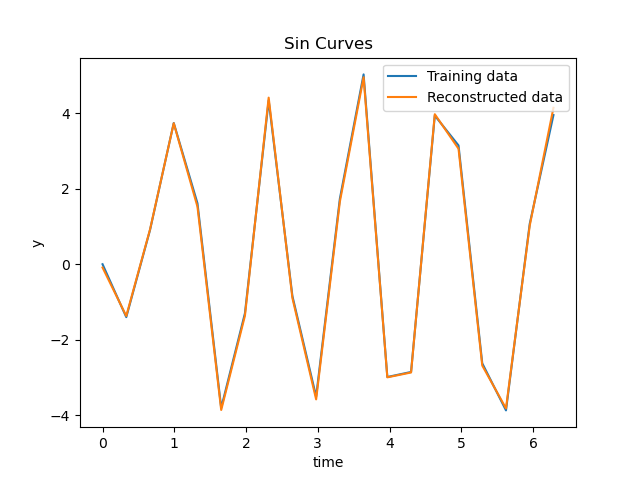 Sin Curves
Training data
Reconstructed data
4
2
0
−2
−4
y
0 1 2 3 4 5 6
time